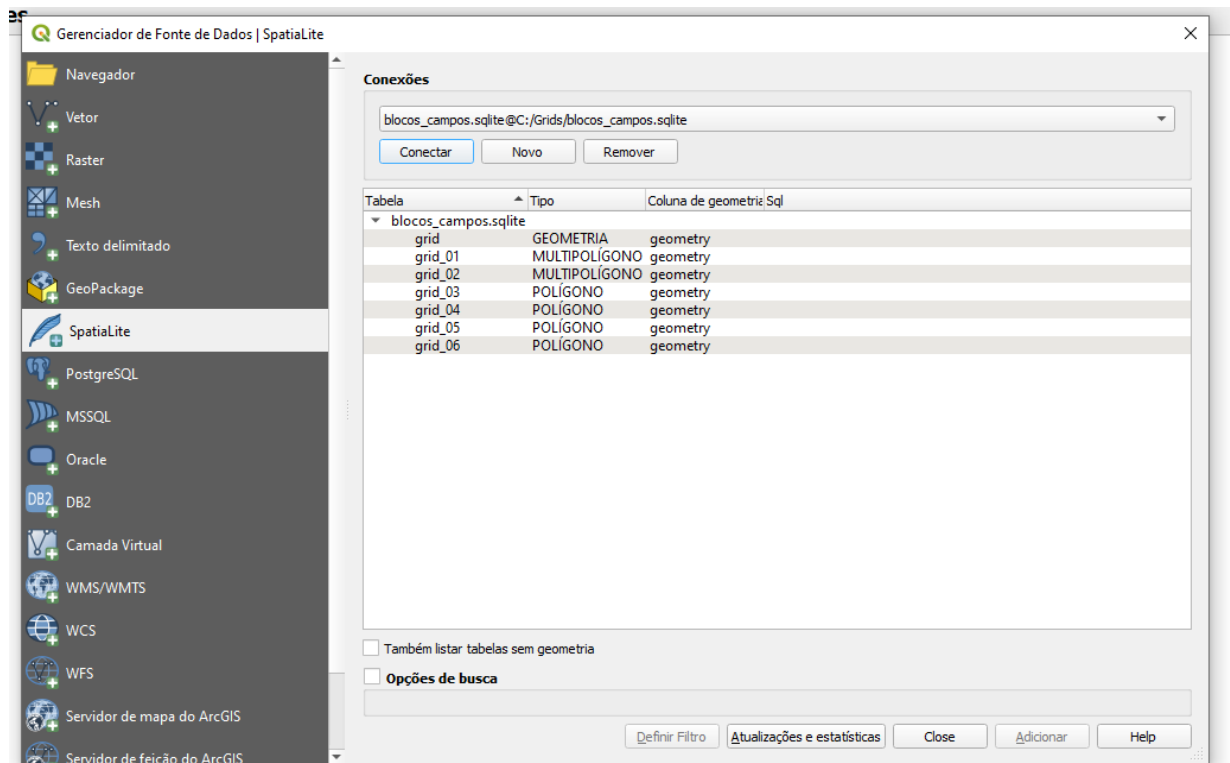 es
Gerenciador de Fonte de Dados | SpatiaLite
Navegador
Vetor
Raster
Mesh
Texto delimitado
GeoPackage
SpatiaLite
PostgreSQL
MSSQL
Oracle
DB2 DB2
Camada Virtual
WMS/WMTS
WCS
WFS
Servidor de mapa do ArcGIS
Servidor de feição do ArcGIS
Conexões
blocos_campos.sqlite@C:/Grids/blocos_campos.sqlite
Conectar Novo Remover
Tabela Tipo Coluna de geometria Sql
blocos_campos.sqlite
grid GEOMETRIA geometry
grid_01 MULTIPOLÍGONO geometry
grid_02 MULTIPOLÍGONO geometry
grid_03 POLÍGONO geometry
grid_04 POLÍGONO geometry
grid_05 POLÍGONO geometry
grid_06 POLÍGONO geometry
Também listar tabelas sem geometria
Opções de busca
Definir Filtro Atualizações e estatísticas Close Adicionar Help